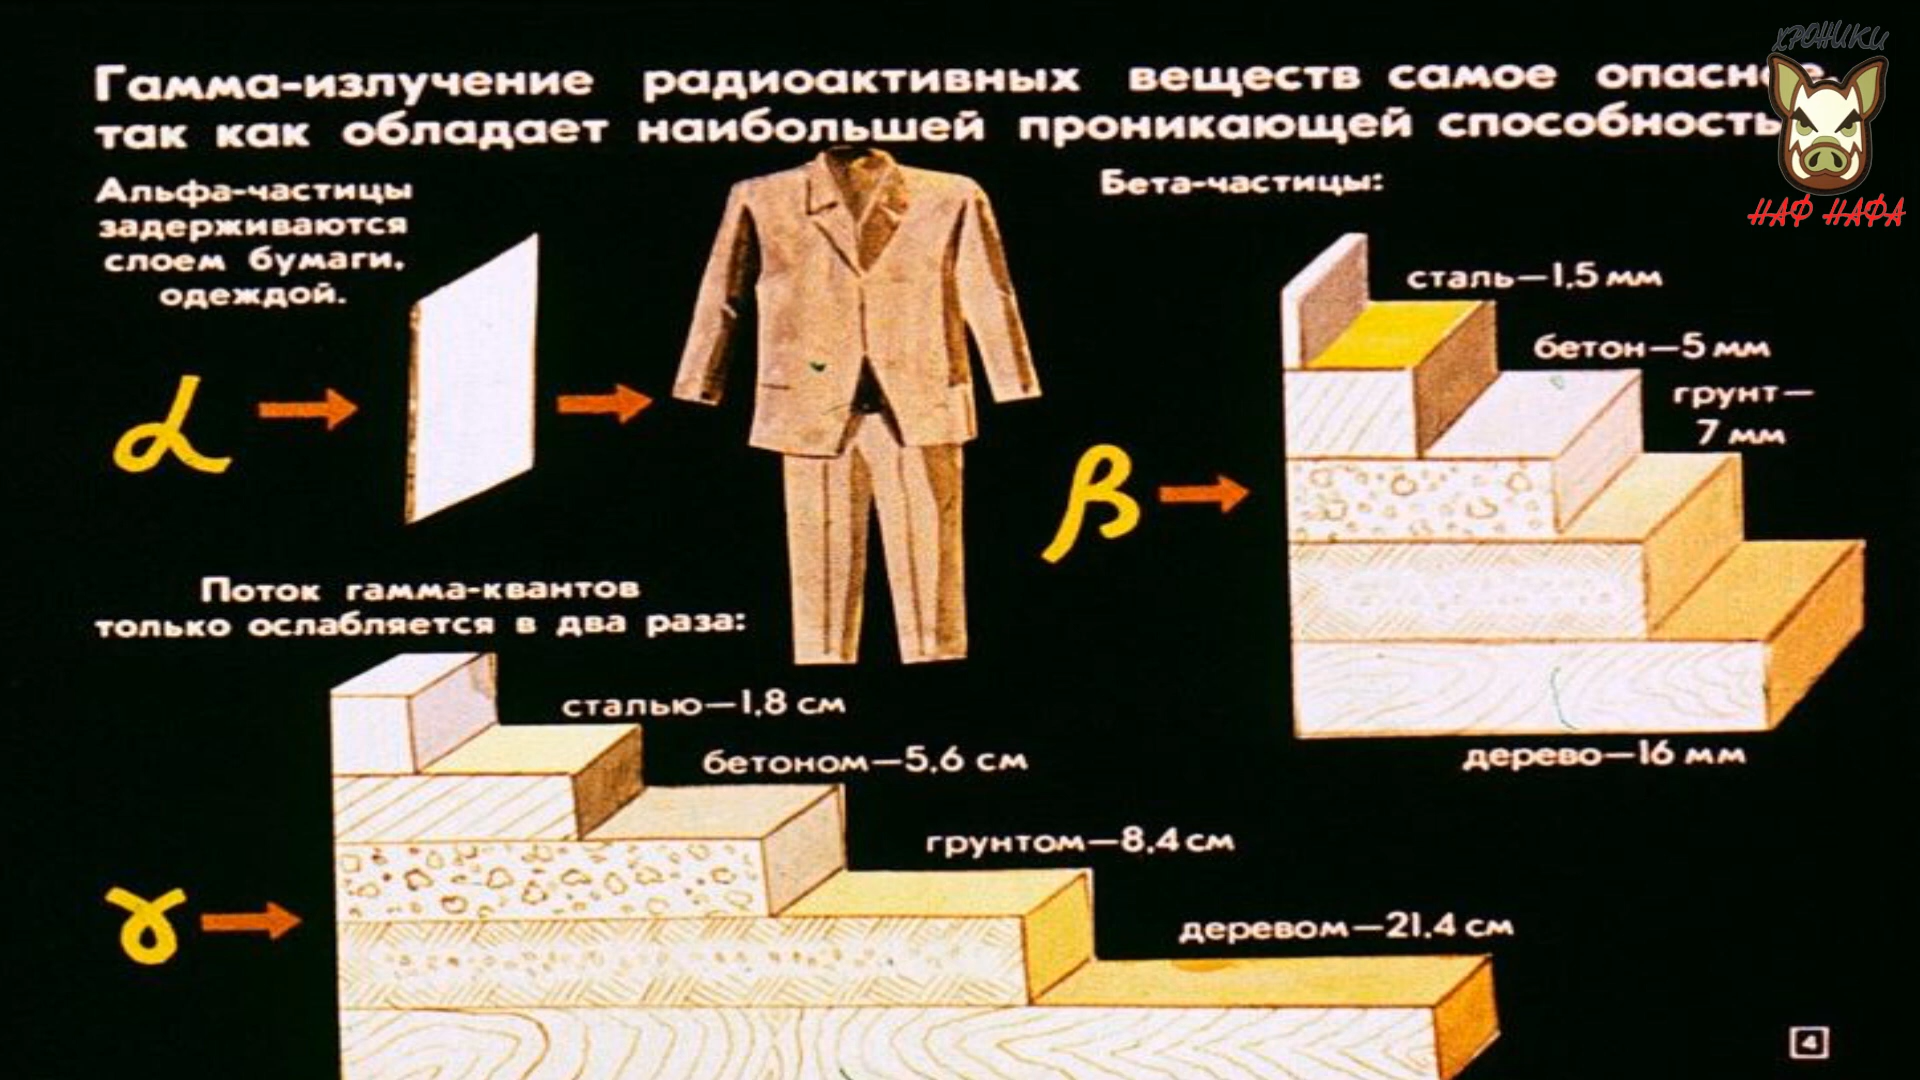 Гамма-излучение радиоактивных веществ самое
так как обладает наибольшей проникающей
Альфа-частицы
задерживаются
слоем бумаги,
одеждой.
Бета-частицы:
α
β
сталь—1,5 мм
бетон—5 мм
грунт—
7 мм
дерево—16 мм
Поток гамма-квантов
только ослабляется в два раза:
γ
сталью—1,8 см
бетоном—5,6 см
грунтом—8,4 см
деревом—21,4 см
4
ХРОНИКИ
НАФ НАФА